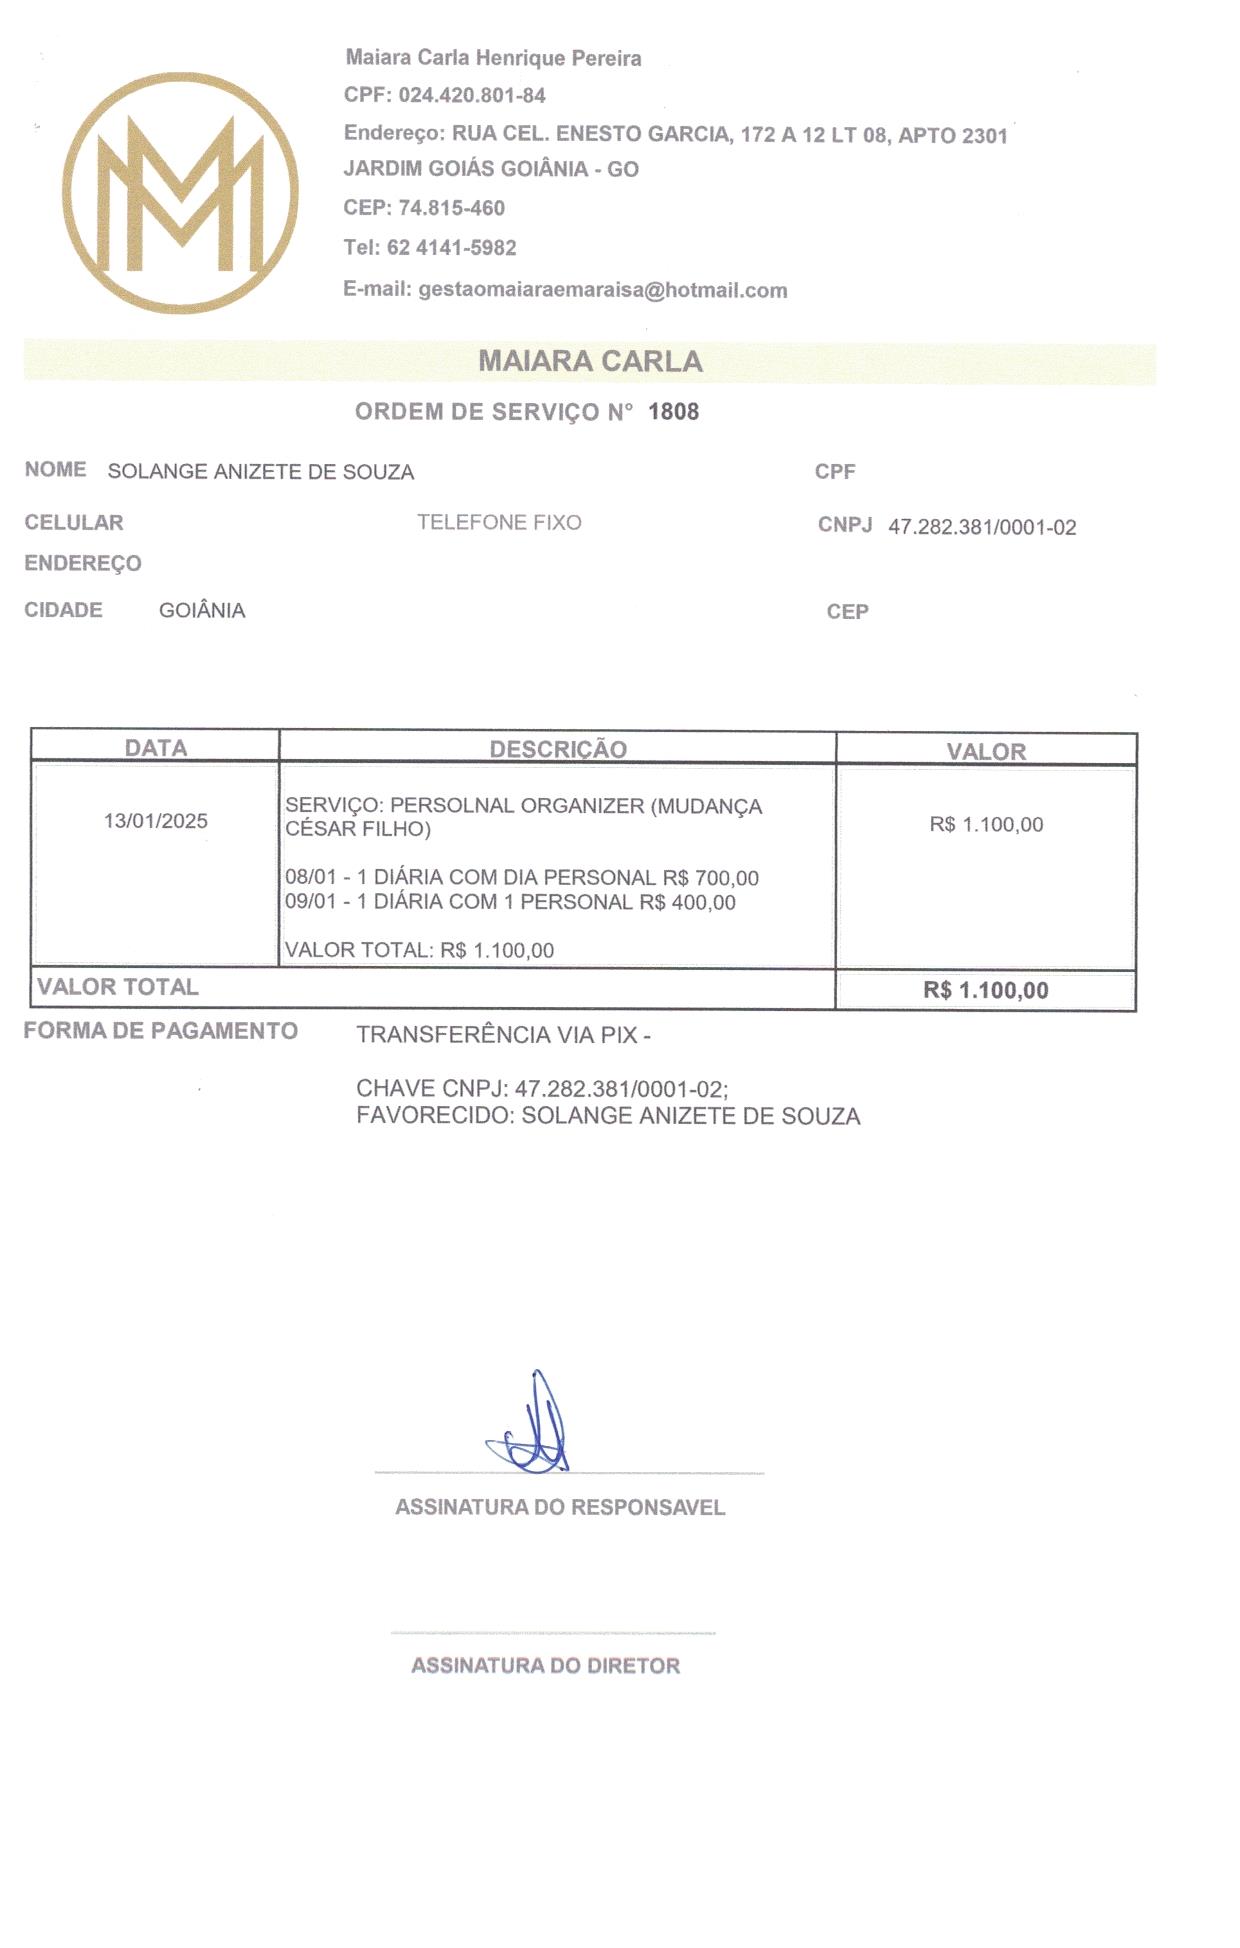 Maiara Carla Henrique Pereira
CPF: 024.420.801-84
Endereço: RUA CEL. ENESTO GARCIA, 172 A 12 LT 08, APTO 2301
JARDIM GOIÁS GOIÂNIA - GO
CEP: 74.815-460
Tel: 62 4141-5982
E-mail: gestaomaiaraemaraisa@hotmail.com
MM
MAIARA CARLA
ORDEM DE SERVIÇO N° 1808
NOME SOLANGE ANIZETE DE SOUZA CPF
CELULAR TELEFONE FIXO CNPJ 47.282.381/0001-02
ENDEREÇO
CIDADE GOIÂNIA CEP
DATA DESCRIÇÃO VALOR
13/01/2025 SERVIÇO: PERSOLNAL ORGANIZER (MUDANÇA R$ 1.100,00
CÉSAR FILHO)
08/01 - 1 DIÁRIA COM DIA PERSONAL R$ 700,00
09/01 - 1 DIÁRIA COM 1 PERSONAL R$ 400,00
VALOR TOTAL: R$ 1.100,00
VALOR TOTAL R$ 1.100,00
FORMA DE PAGAMENTO TRANSFERÊNCIA VIA PIX -
CHAVE CNPJ: 47.282.381/0001-02;
FAVORECIDO: SOLANGE ANIZETE DE SOUZA
ASSINATURA DO RESPONSAVEL
ASSINATURA DO DIRETOR